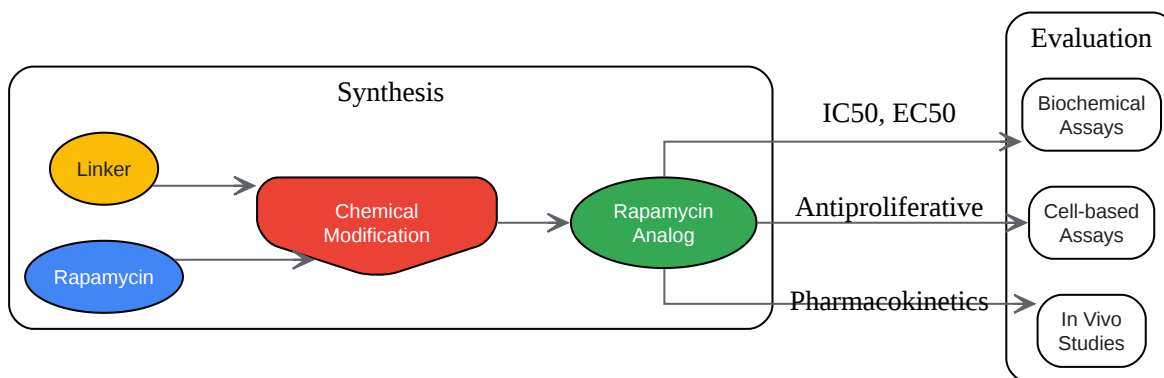 Synthesis
Linker
Rapamycin
Chemical
Modification
Rapamycin
Analog
IC50, EC50
Antiproliferative
Pharmacokinetics
Evaluation
Biochemical
Assays
Cell-based
Assays
In Vivo
Studies